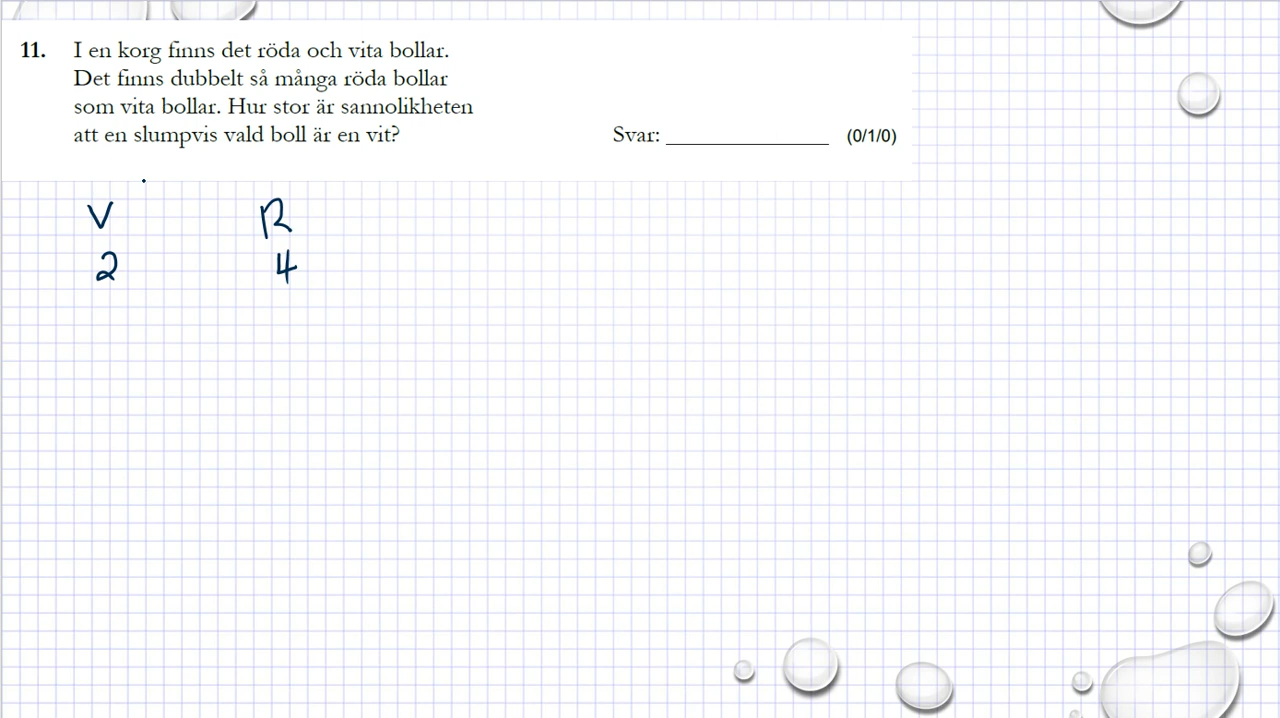 11. I en korg finns det röda och vita bollar.
Det finns dubbelt så många röda bollar
som vita bollar. Hur stor är sannolikheten
att en slumpvis vald boll är en vit? Svar: ________________ (0/1/0)
V R
2 4